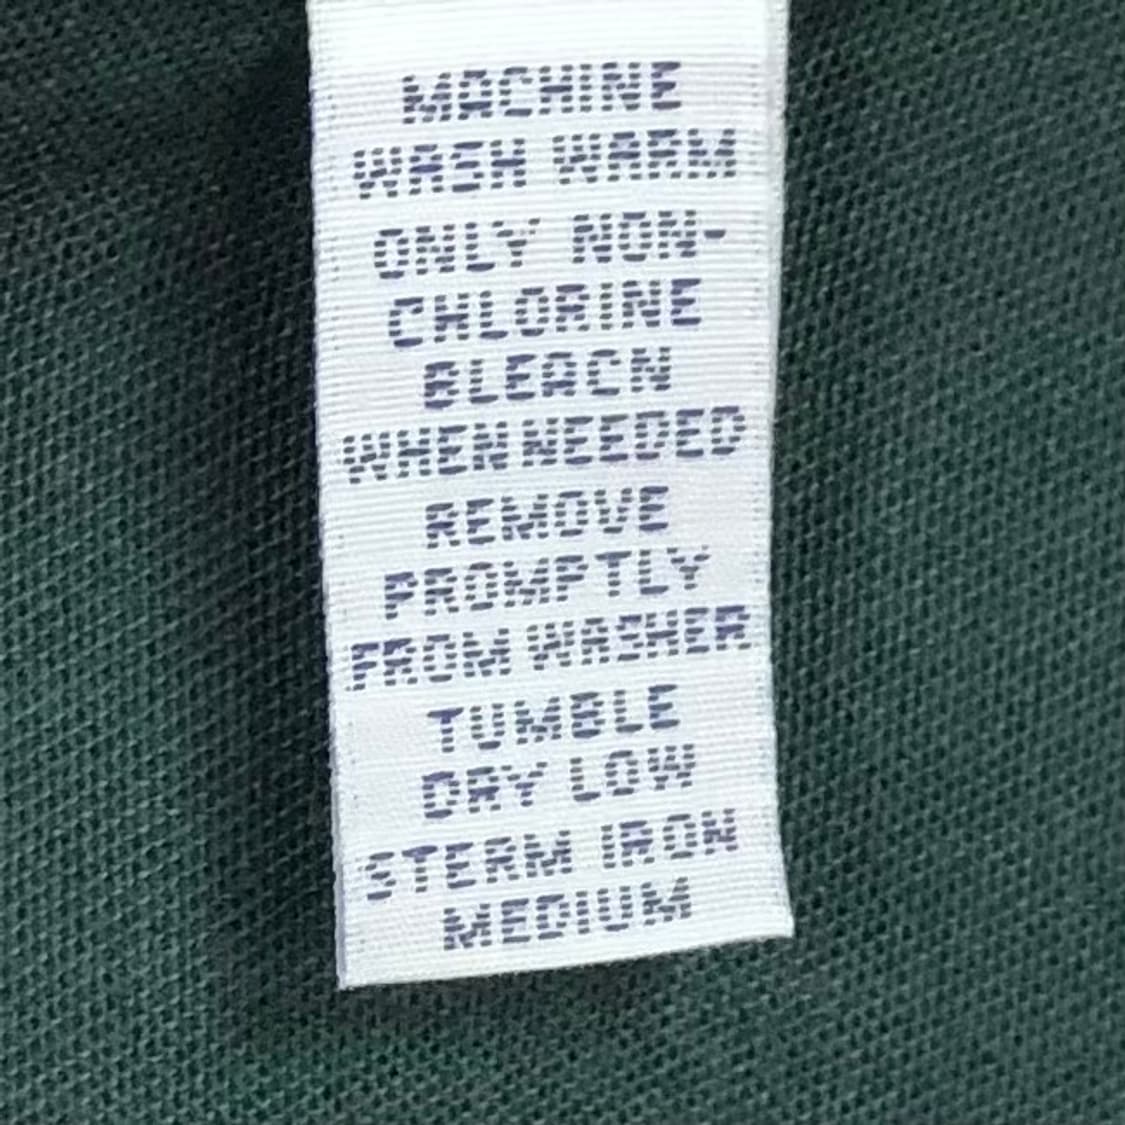 MACHINE
WASH WARM
ONLY NON-
CHLORINE
BLEACN
WHEN NEEDED
REMOVE
PROMPTLY
FROM WASHER
TUMBLE
DRY LOW
STERM IRON
MEDIUM